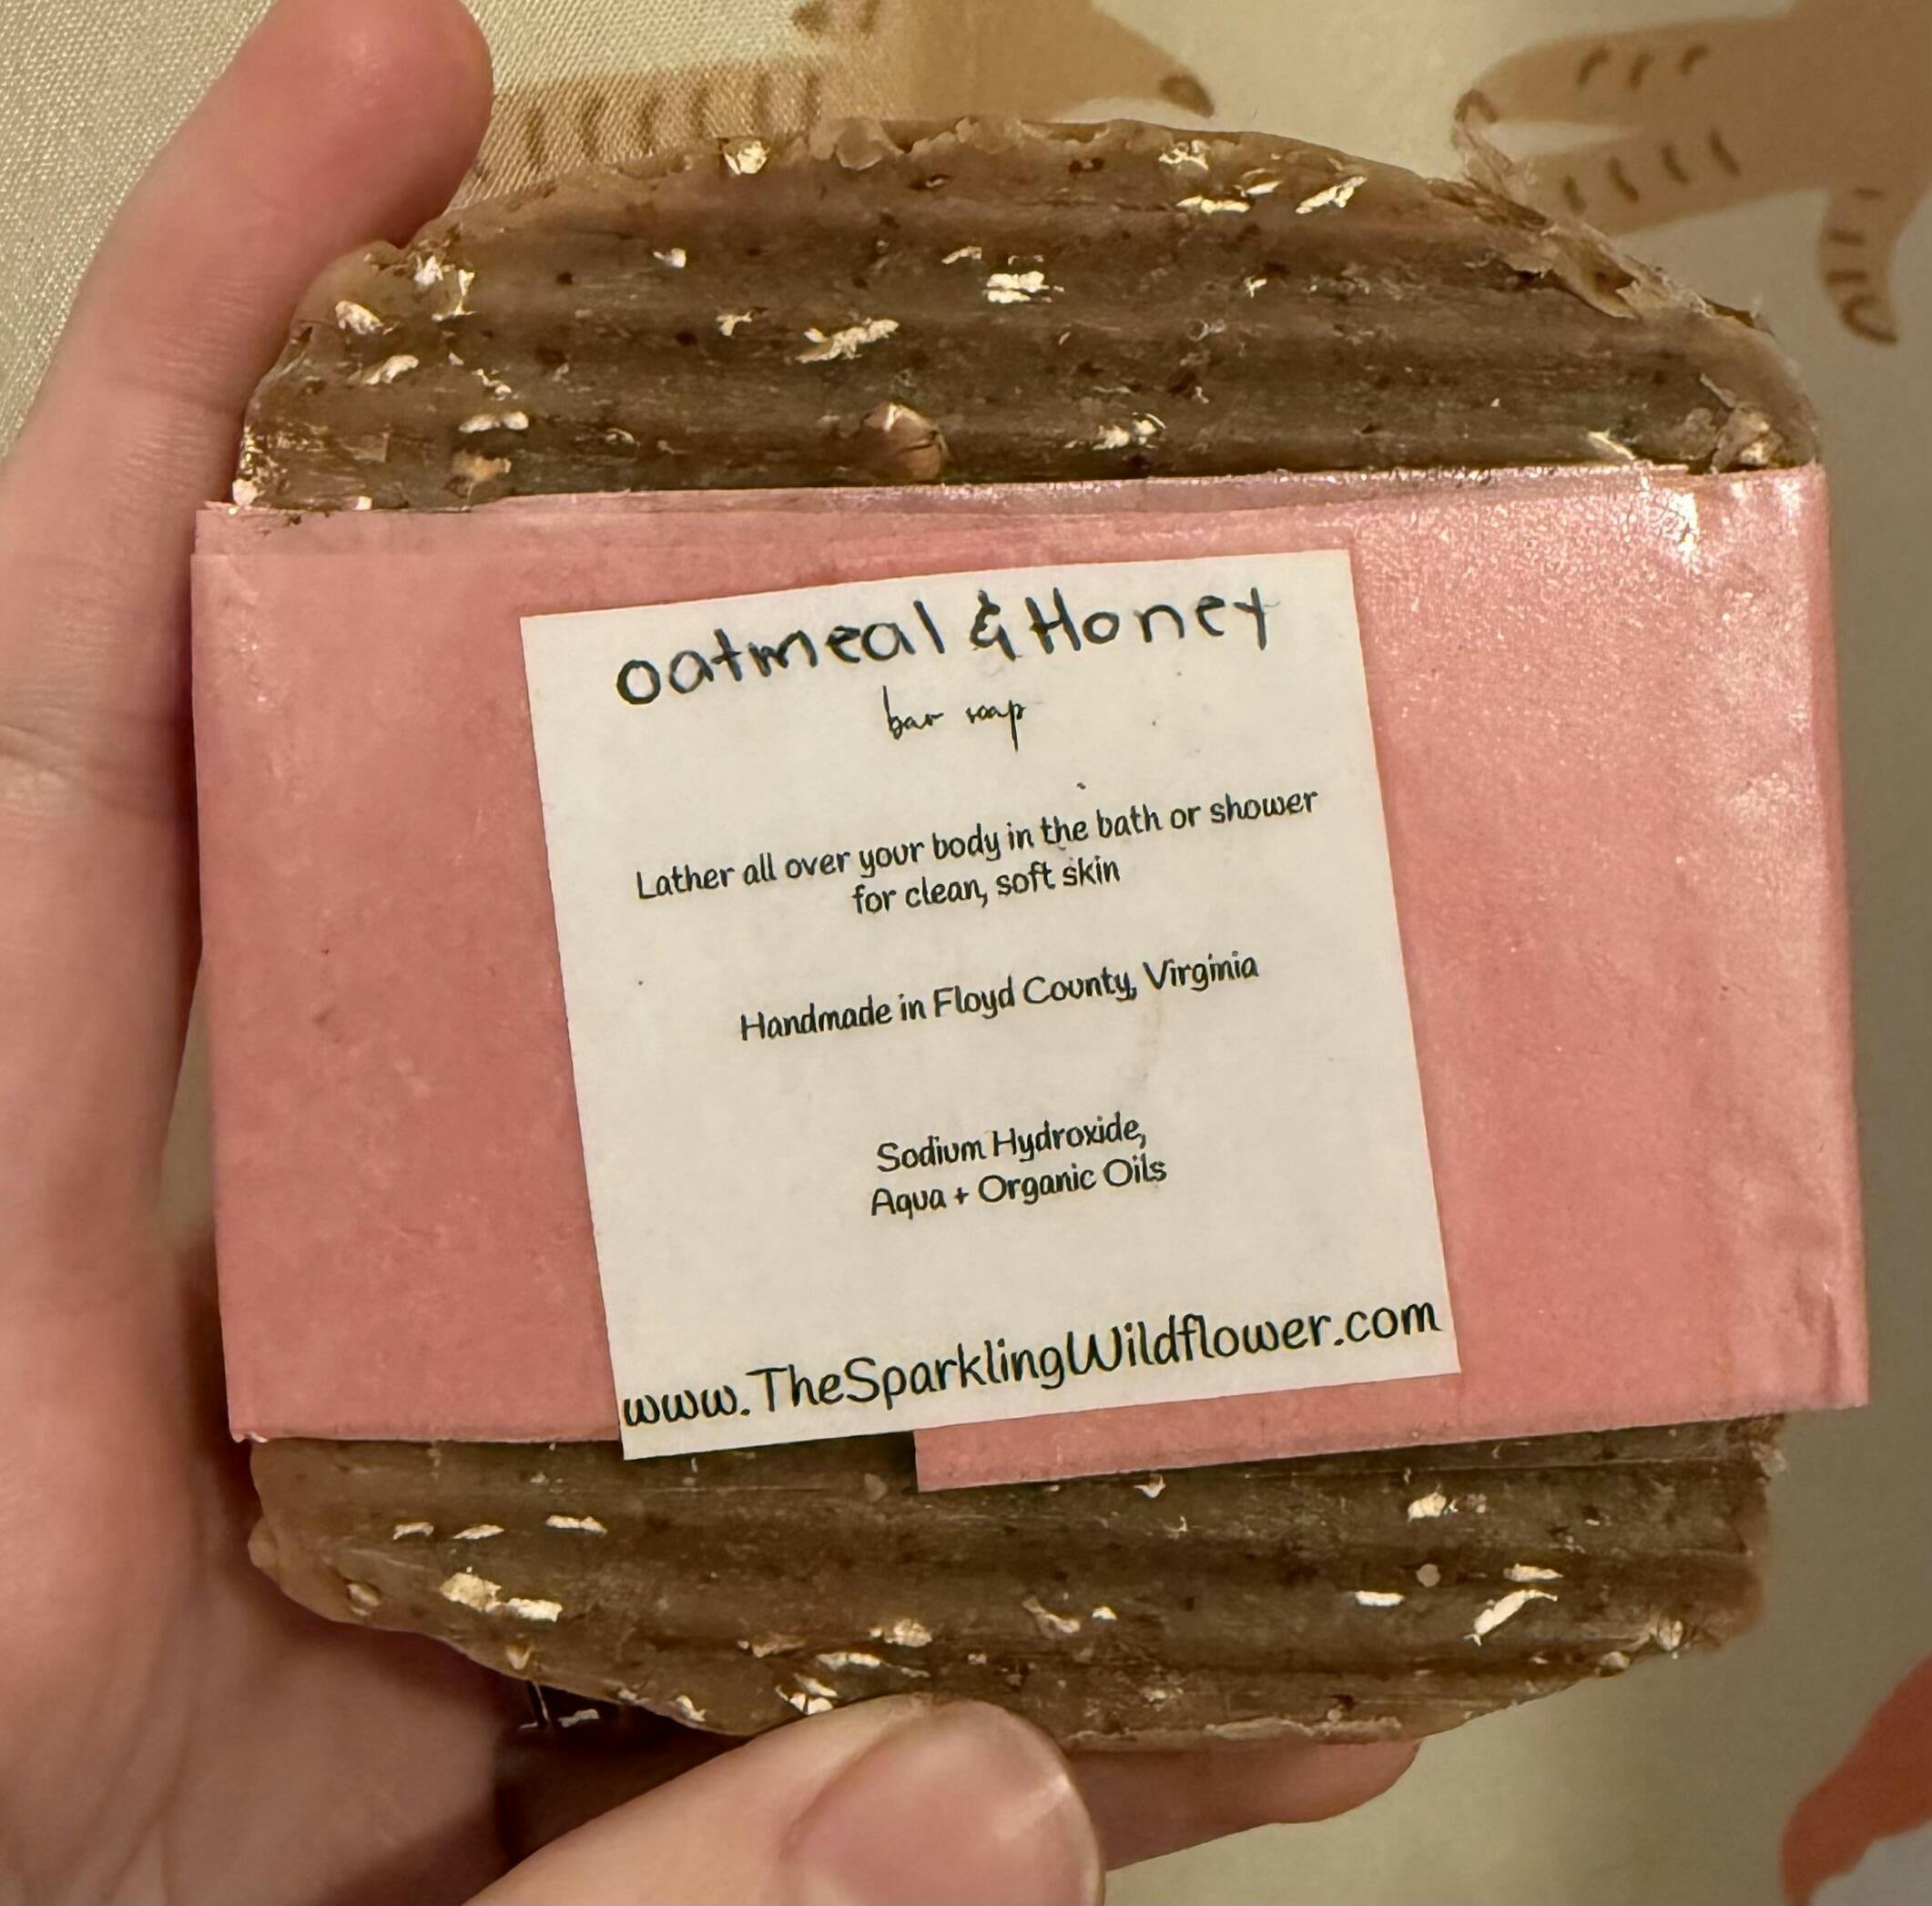 oatmeal & Honey
bar soap
Lather all over your body in the bath or shower
for clean, soft skin
Handmade in Floyd County, Virginia
Sodium Hydroxide,
Aqua + Organic Oils
www.TheSparklingWildflower.com